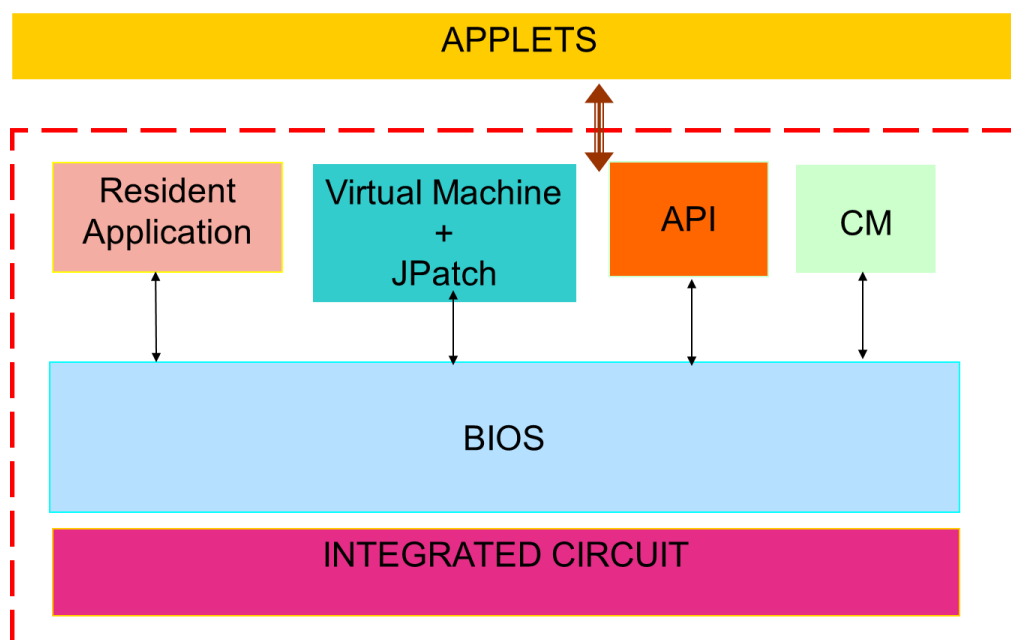 APPLETS
Resident
Application
Virtual Machine
+
JPatch
API
CM
BIOS
INTEGRATED CIRCUIT